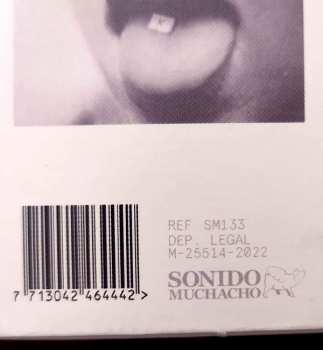 REF SM133
DEP. LEGAL
M-25514-2022
SONIDO
MUCHACHO
7 713042 464442 >